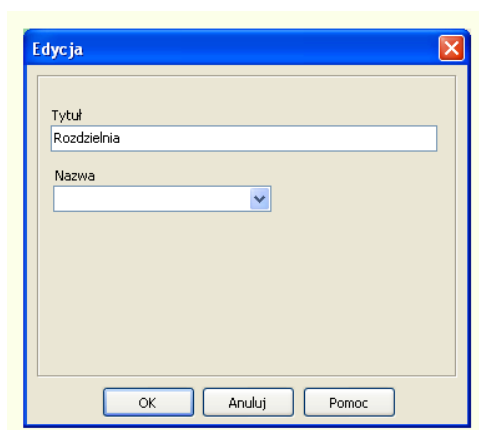 Edycja
Tytuł
Rozdzielnia
Nazwa
OK Anuluj Pomoc